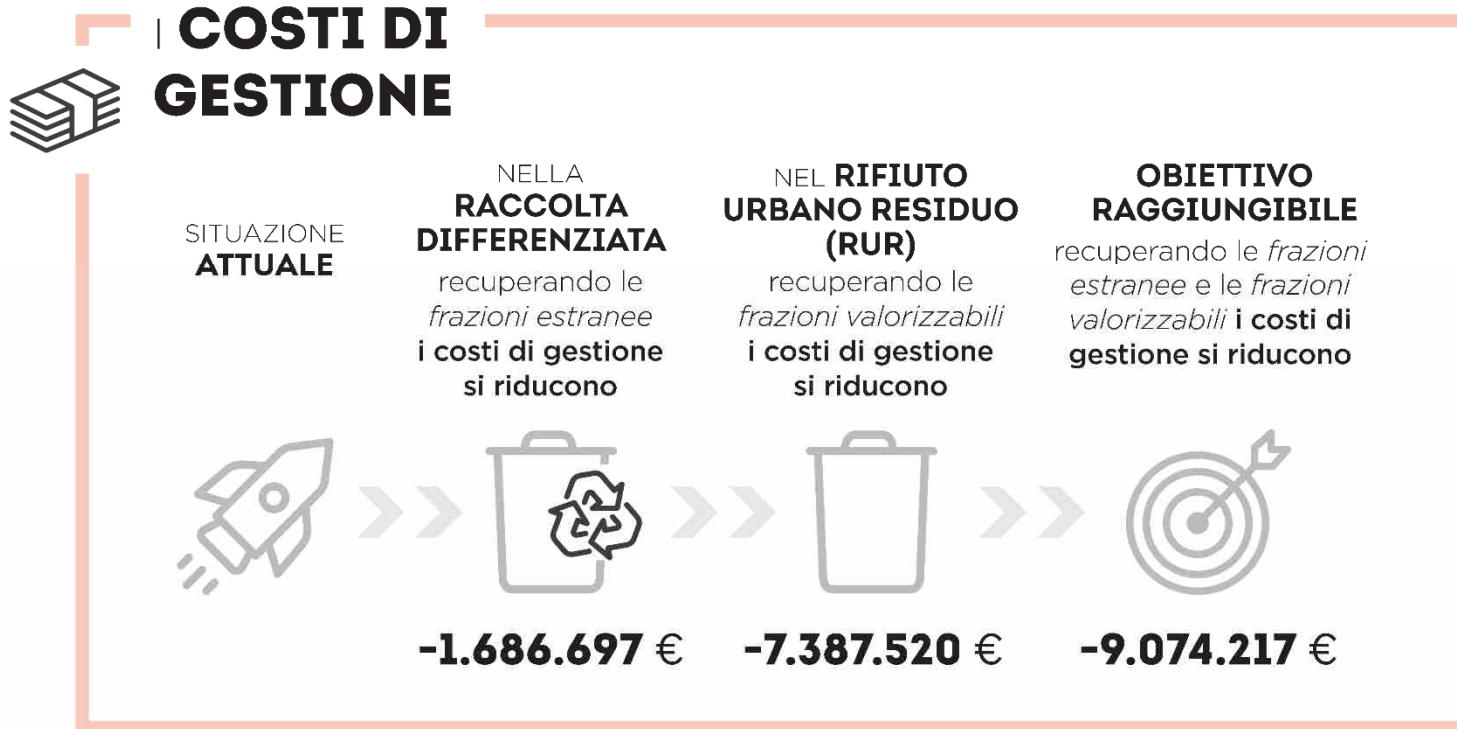 I COSTI DI
GESTIONE
SITUAZIONE
ATTUALE
NELLA
RACCOLTA
DIFFERENZIATA
recuperando le
frazioni estranee
i costi di gestione
si riducono
-1.686.697 €
NEL RIFIUTO
URBANO RESIDUO
(RUR)
recuperando le
frazioni valorizzabili
i costi di gestione
si riducono
-7.387.520 €
OBIETTIVO
RAGGIUNGIBILE
recuperando le frazioni
estranee e le frazioni
valorizzabili i costi di
gestione si riducono
-9.074.217 €